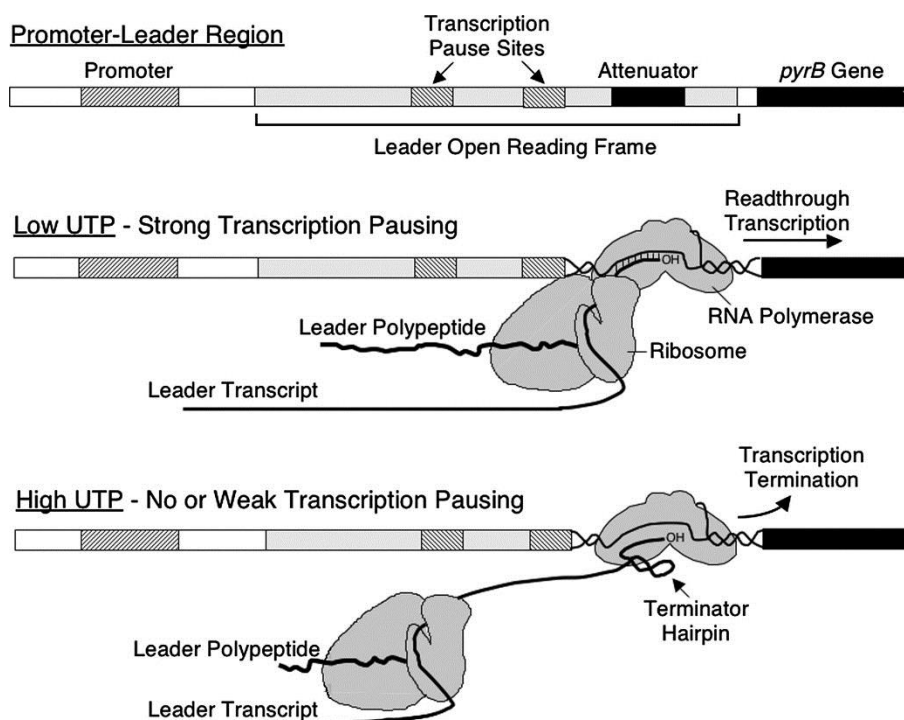 Promoter-Leader Region
Transcription
Pause Sites
Promoter
Attenuator
pyrB Gene
Leader Open Reading Frame
Low UTP - Strong Transcription Pausing
Readthrough
Transcription
OH
RNA Polymerase
Leader Polypeptide
Ribosome
Leader Transcript
High UTP - No or Weak Transcription Pausing
Transcription
Termination
OH
Terminator
Hairpin
Leader Polypeptide
Leader Transcript